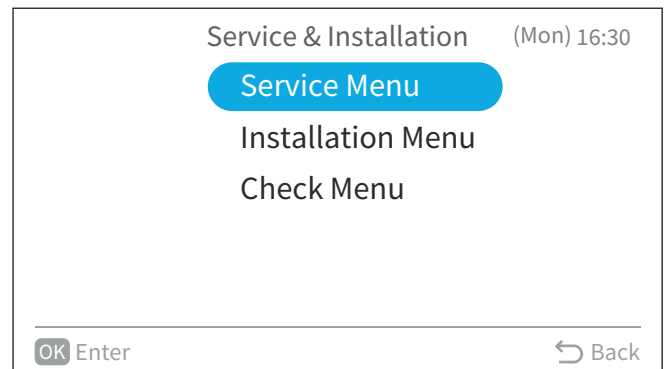 Service & Installation (Mon) 16:30
Service Menu
Installation Menu
Check Menu
OK Enter Back